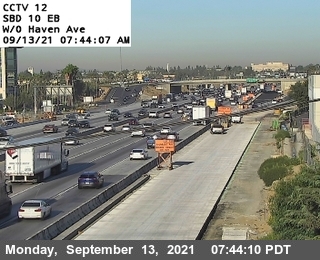 CCTV 12
SBD 10 EB
W/O Haven Ave
09/13/21 07:44:07 AM
Monday, September 13, 2021 07:44:10 PDT